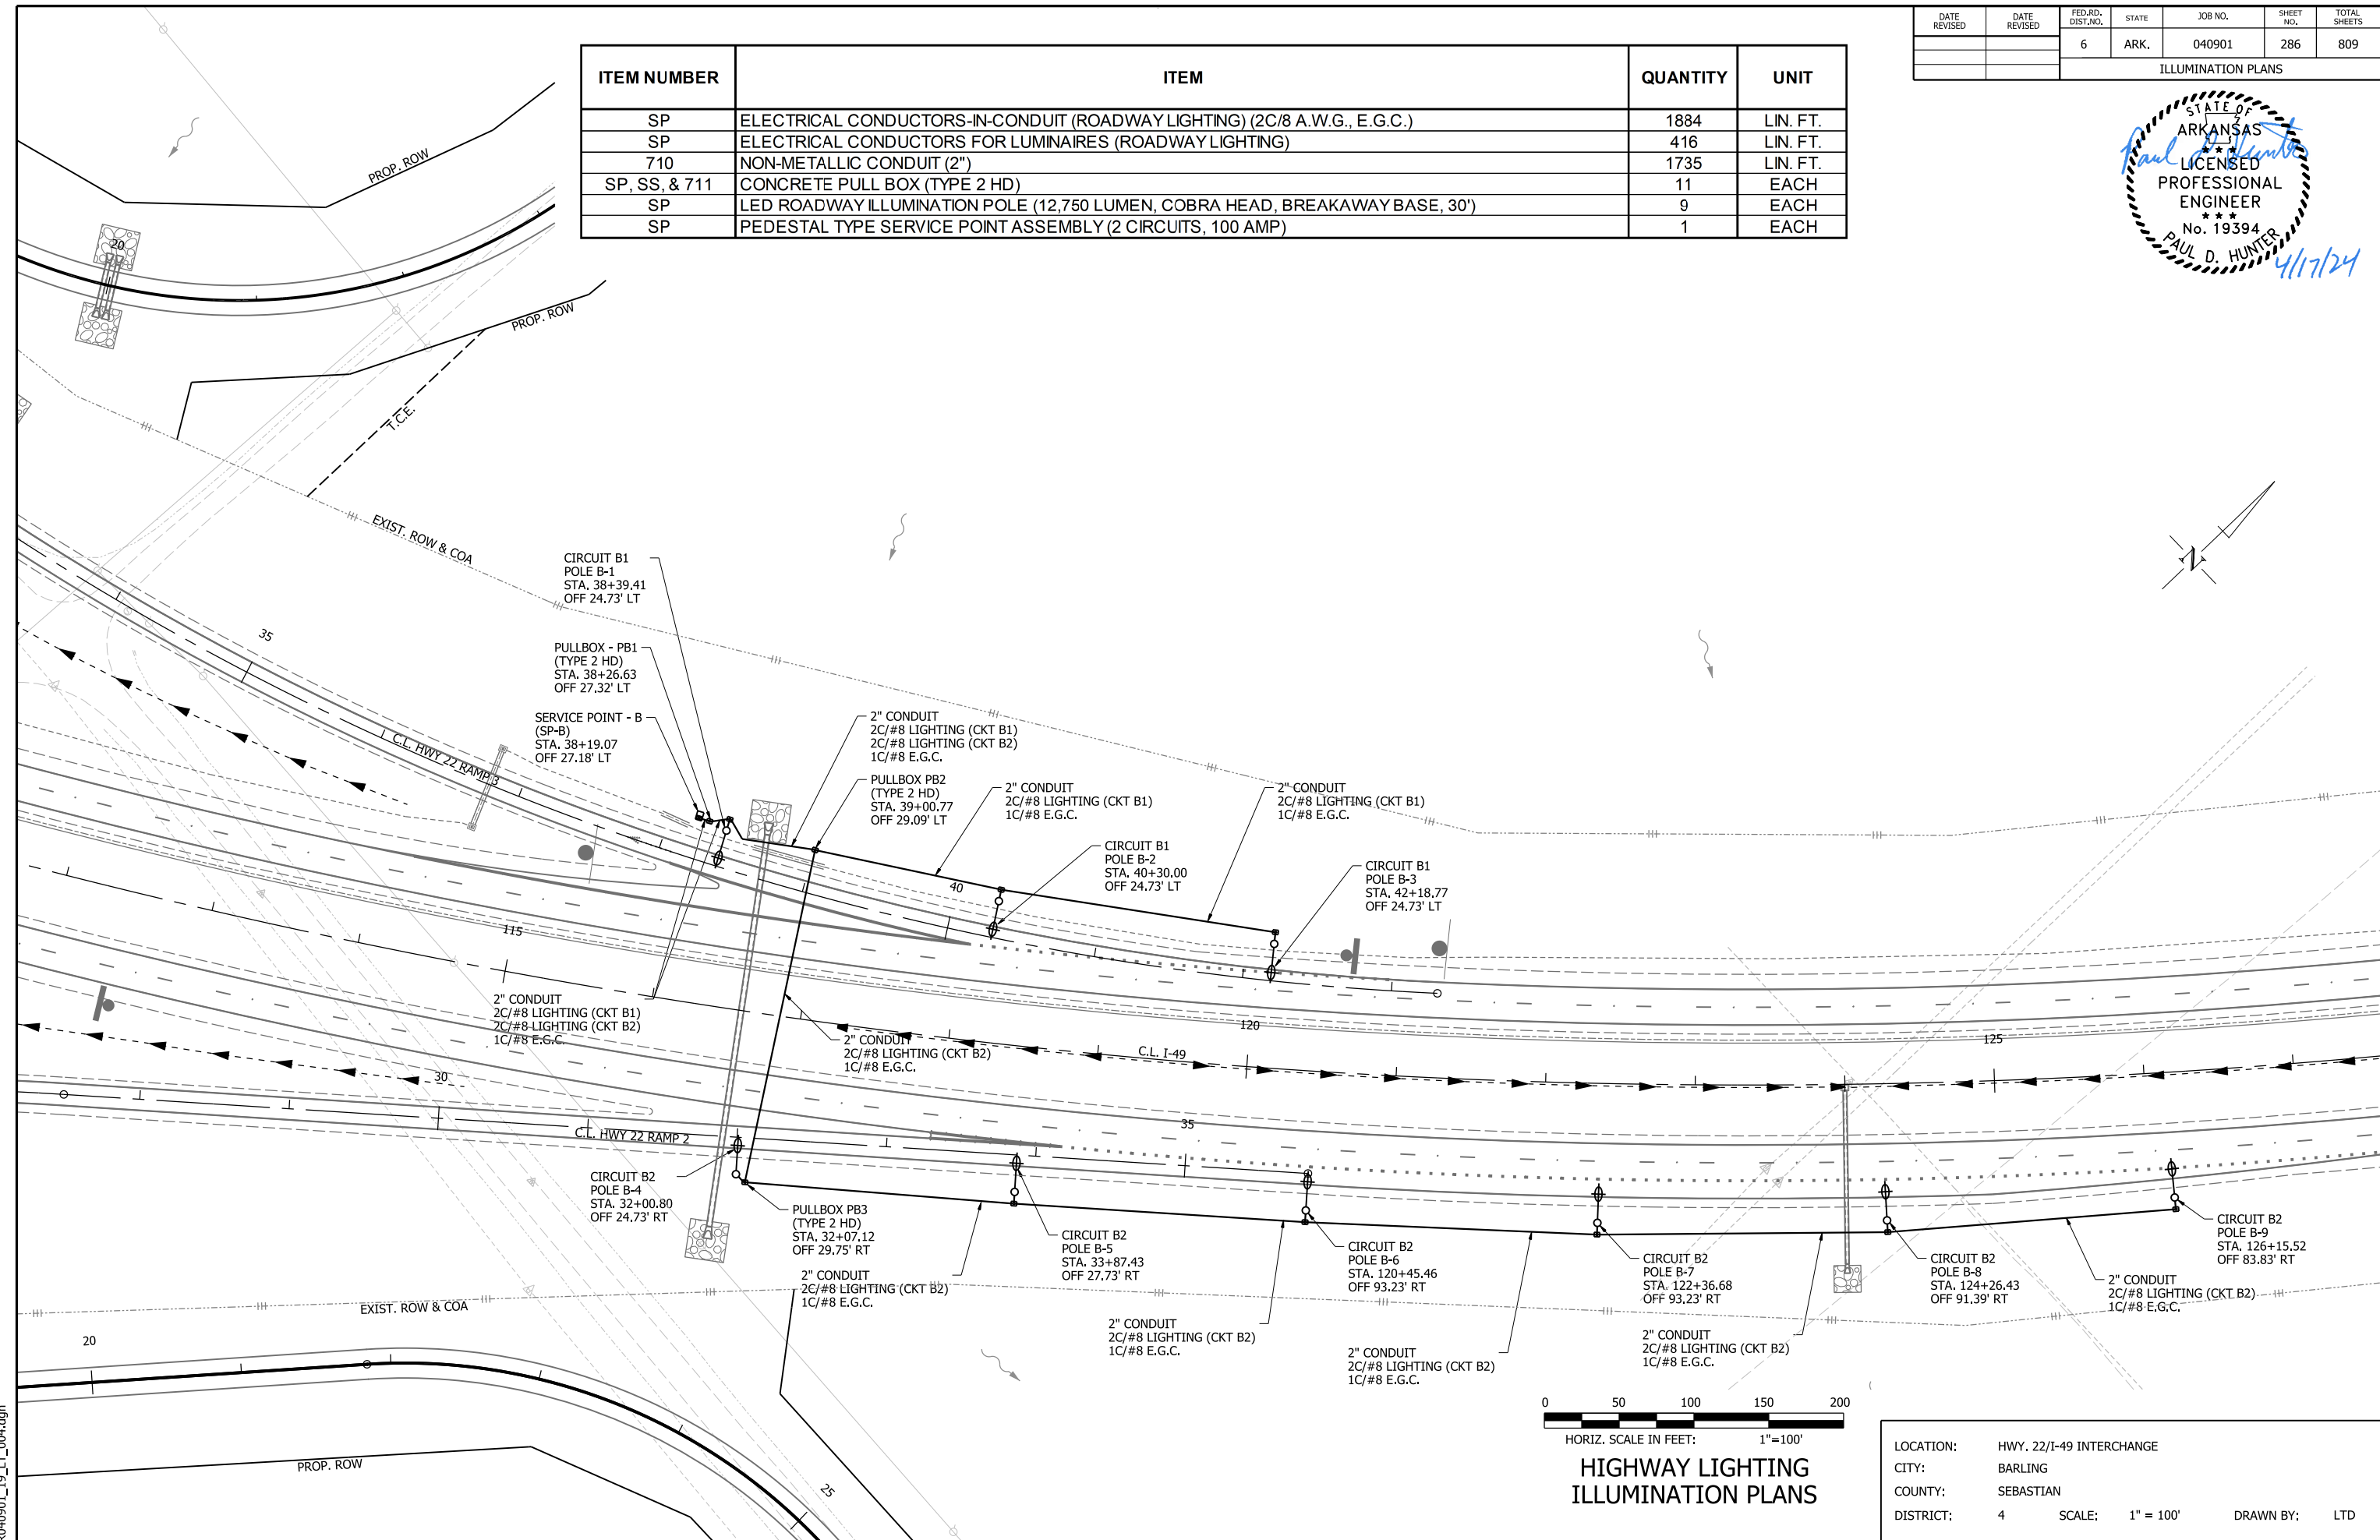 DATE REVISED
DATE REVISED
FED.RD. DIST.NO.
STATE
JOB NO.
SHEET NO.
TOTAL SHEETS
6
ARK.
040901
286
809
ILLUMINATION PLANS
ITEM NUMBER ITEM QUANTITY UNIT
SP ELECTRICAL CONDUCTORS-IN-CONDUIT (ROADWAY LIGHTING) (2C/8 A.W.G., E.G.C.) 1884 LIN. FT.
SP ELECTRICAL CONDUCTORS FOR LUMINAIRES (ROADWAY LIGHTING) 416 LIN. FT.
710 NON-METALLIC CONDUIT (2") 1735 LIN. FT.
SP, SS, & 711 CONCRETE PULL BOX (TYPE 2 HD) 11 EACH
SP LED ROADWAY ILLUMINATION POLE (12,750 LUMEN, COBRA HEAD, BREAKAWAY BASE, 30') 9 EACH
SP PEDESTAL TYPE SERVICE POINT ASSEMBLY (2 CIRCUITS, 100 AMP) 1 EACH
STATE OF
ARKANSAS
★ ★ ★
LICENSED
PROFESSIONAL
ENGINEER
★ ★ ★
No. 19394
PAUL D. HUNTER
Paul D Hunter
4/17/24
PROP. ROW
20
PROP. ROW
T.C.E.
EXIST. ROW & COA
35
CIRCUIT B1
POLE B-1
STA. 38+39.41
OFF 24.73' LT
PULLBOX - PB1
(TYPE 2 HD)
STA. 38+26.63
OFF 27.32' LT
SERVICE POINT - B
(SP-B)
STA. 38+19.07
OFF 27.18' LT
C.L. HWY 22 RAMP 3
2" CONDUIT
2C/#8 LIGHTING (CKT B1)
2C/#8 LIGHTING (CKT B2)
1C/#8 E.G.C.
PULLBOX PB2
(TYPE 2 HD)
STA. 39+00.77
OFF 29.09' LT
2" CONDUIT
2C/#8 LIGHTING (CKT B1)
1C/#8 E.G.C.
2" CONDUIT
2C/#8 LIGHTING (CKT B1)
1C/#8 E.G.C.
40
CIRCUIT B1
POLE B-2
STA. 40+30.00
OFF 24.73' LT
CIRCUIT B1
POLE B-3
STA. 42+18.77
OFF 24.73' LT
115
2" CONDUIT
2C/#8 LIGHTING (CKT B1)
2C/#8 LIGHTING (CKT B2)
1C/#8 E.G.C.
2" CONDUIT
2C/#8 LIGHTING (CKT B2)
1C/#8 E.G.C.
120
C.L. I-49
125
30
C.L. HWY 22 RAMP 2
35
CIRCUIT B2
POLE B-4
STA. 32+00.80
OFF 24.73' RT
PULLBOX PB3
(TYPE 2 HD)
STA. 32+07.12
OFF 29.75' RT
2" CONDUIT
2C/#8 LIGHTING (CKT B2)
1C/#8 E.G.C.
CIRCUIT B2
POLE B-5
STA. 33+87.43
OFF 27.73' RT
2" CONDUIT
2C/#8 LIGHTING (CKT B2)
1C/#8 E.G.C.
CIRCUIT B2
POLE B-6
STA. 120+45.46
OFF 93.23' RT
2" CONDUIT
2C/#8 LIGHTING (CKT B2)
1C/#8 E.G.C.
CIRCUIT B2
POLE B-7
STA. 122+36.68
OFF 93.23' RT
2" CONDUIT
2C/#8 LIGHTING (CKT B2)
1C/#8 E.G.C.
CIRCUIT B2
POLE B-8
STA. 124+26.43
OFF 91.39' RT
2" CONDUIT
2C/#8 LIGHTING (CKT B2)
1C/#8 E.G.C.
CIRCUIT B2
POLE B-9
STA. 126+15.52
OFF 83.83' RT
EXIST. ROW & COA
20
PROP. ROW
25
0 50 100 150 200
HORIZ. SCALE IN FEET: 1"=100'
HIGHWAY LIGHTING
ILLUMINATION PLANS
LOCATION: HWY. 22/I-49 INTERCHANGE
CITY: BARLING
COUNTY: SEBASTIAN
DISTRICT: 4 SCALE: 1" = 100' DRAWN BY: LTD